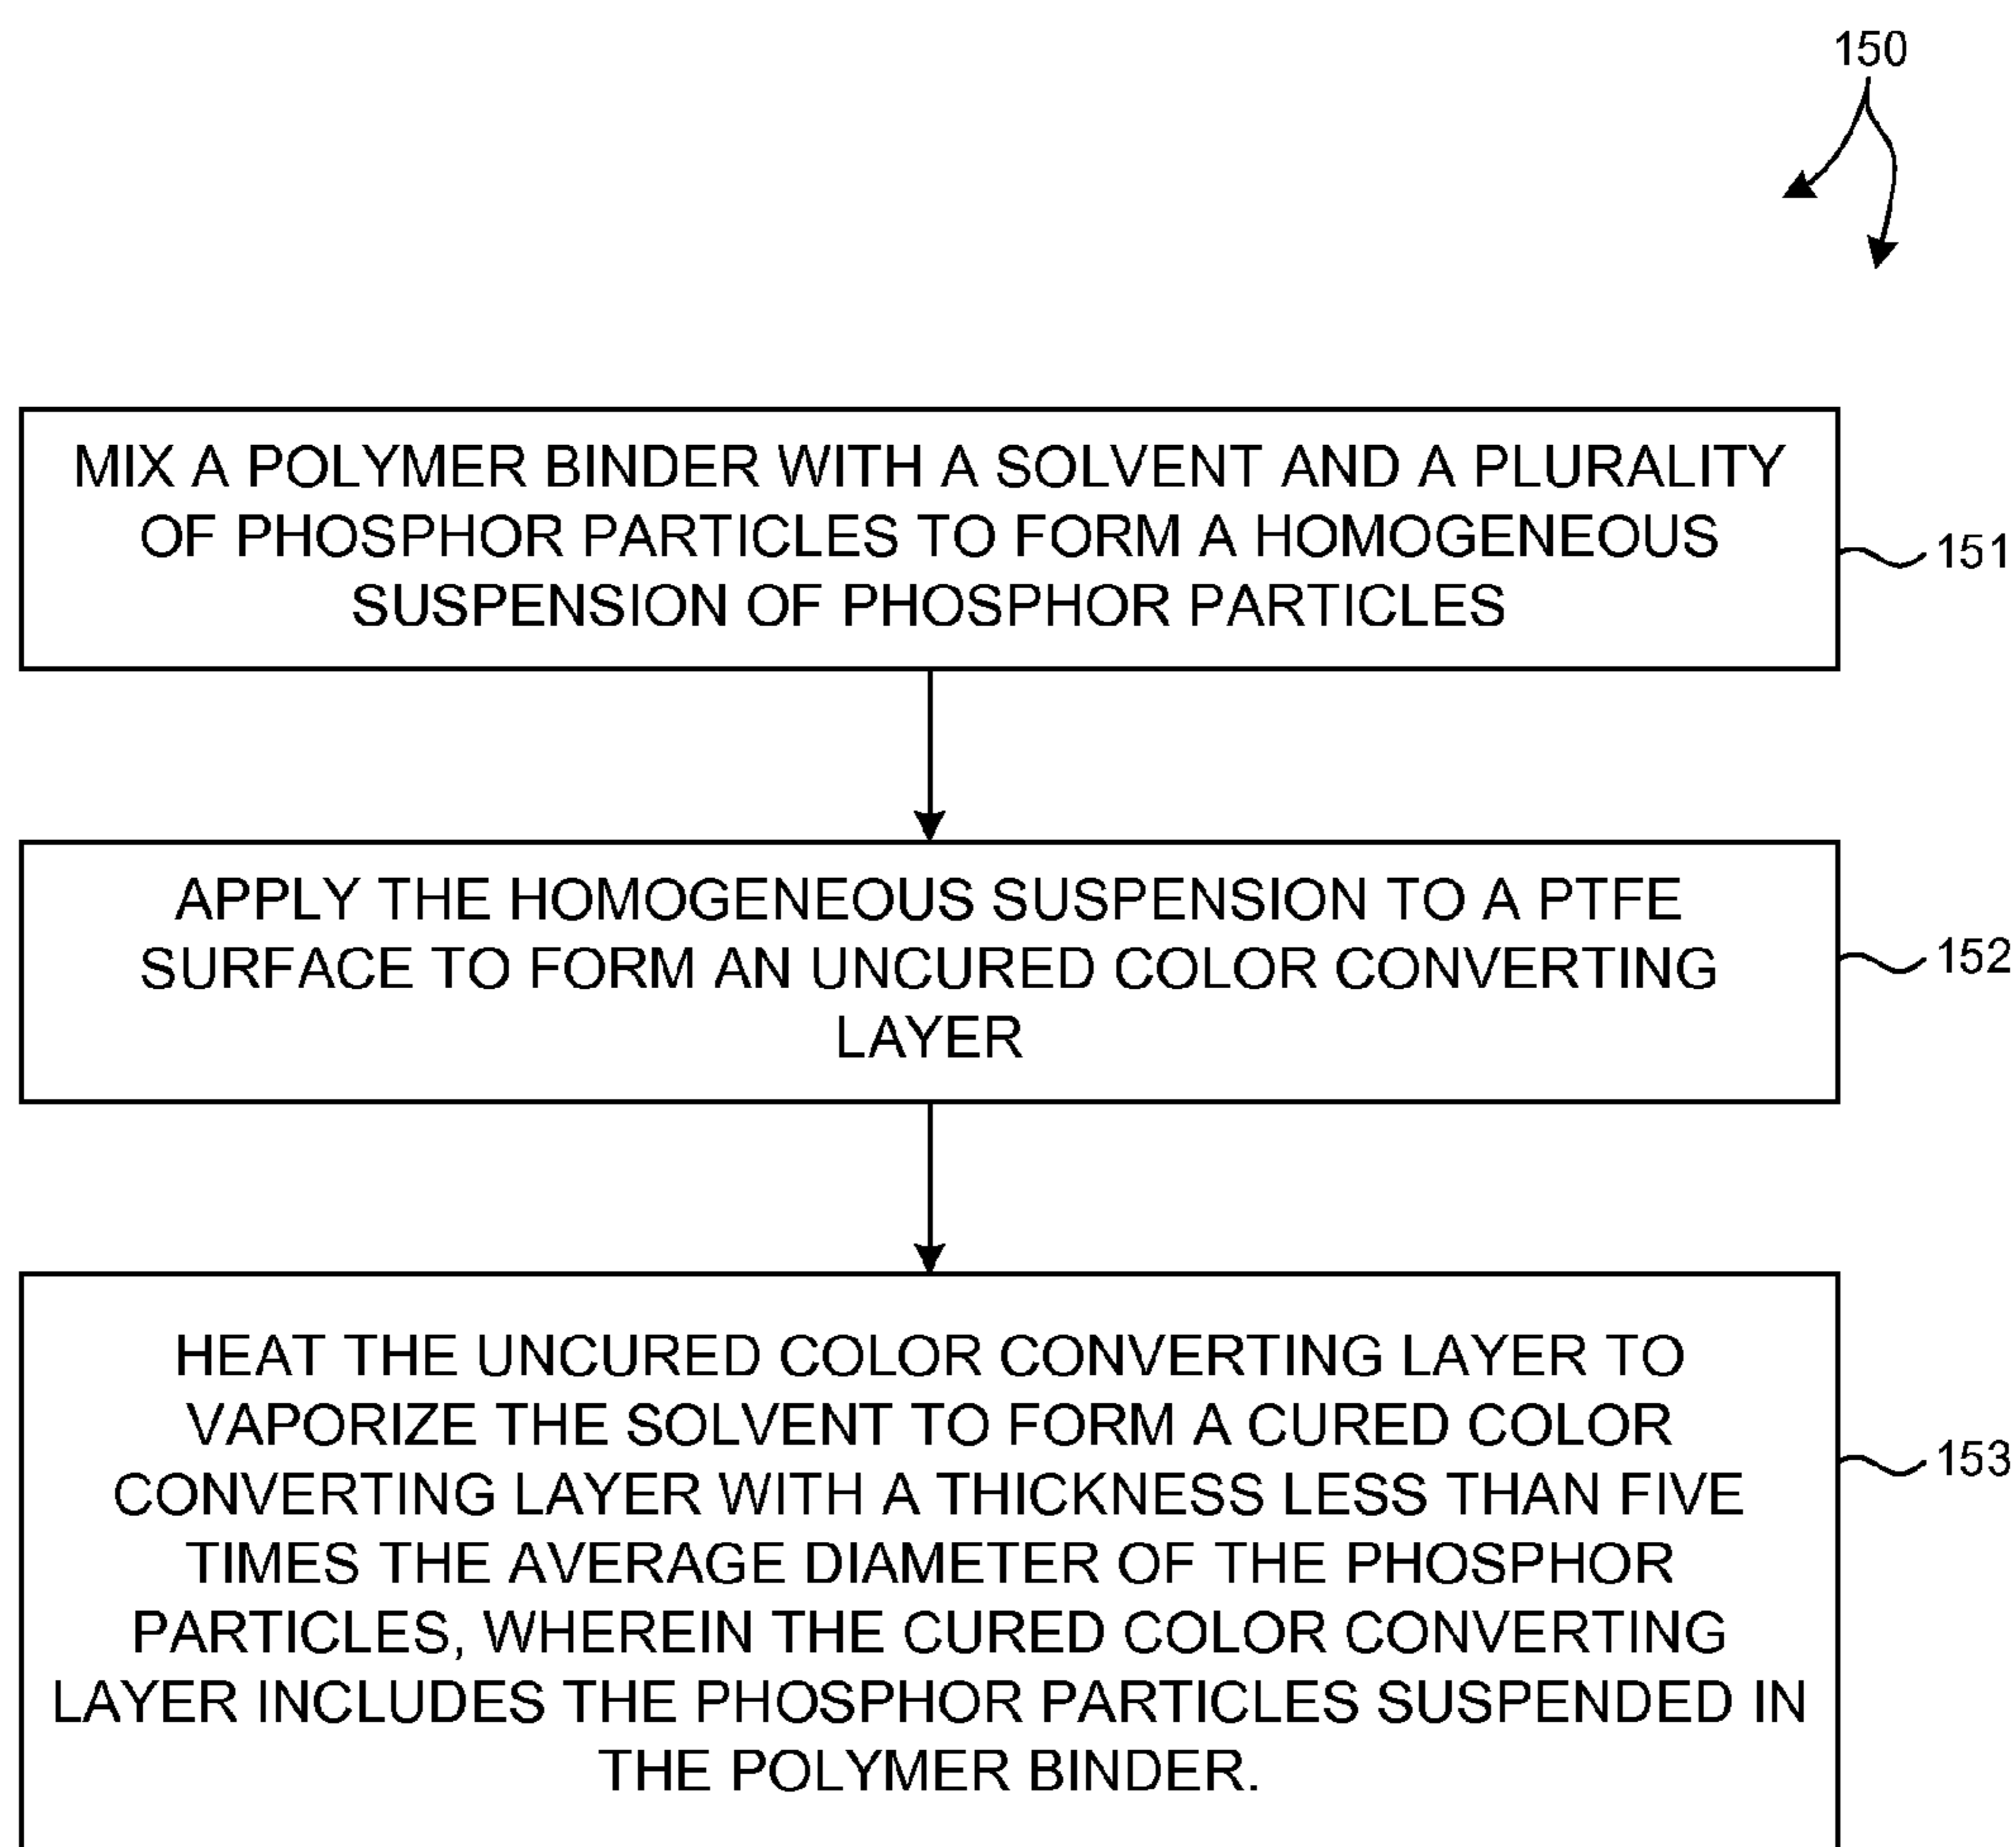 150
MIX A POLYMER BINDER WITH A SOLVENT AND A PLURALITY
OF PHOSPHOR PARTICLES TO FORM A HOMOGENEOUS
SUSPENSION OF PHOSPHOR PARTICLES
151
APPLY THE HOMOGENEOUS SUSPENSION TO A PTFE
SURFACE TO FORM AN UNCURED COLOR CONVERTING
LAYER
152
HEAT THE UNCURED COLOR CONVERTING LAYER TO
VAPORIZE THE SOLVENT TO FORM A CURED COLOR
CONVERTING LAYER WITH A THICKNESS LESS THAN FIVE
TIMES THE AVERAGE DIAMETER OF THE PHOSPHOR
PARTICLES, WHEREIN THE CURED COLOR CONVERTING
LAYER INCLUDES THE PHOSPHOR PARTICLES SUSPENDED IN
THE POLYMER BINDER.
153